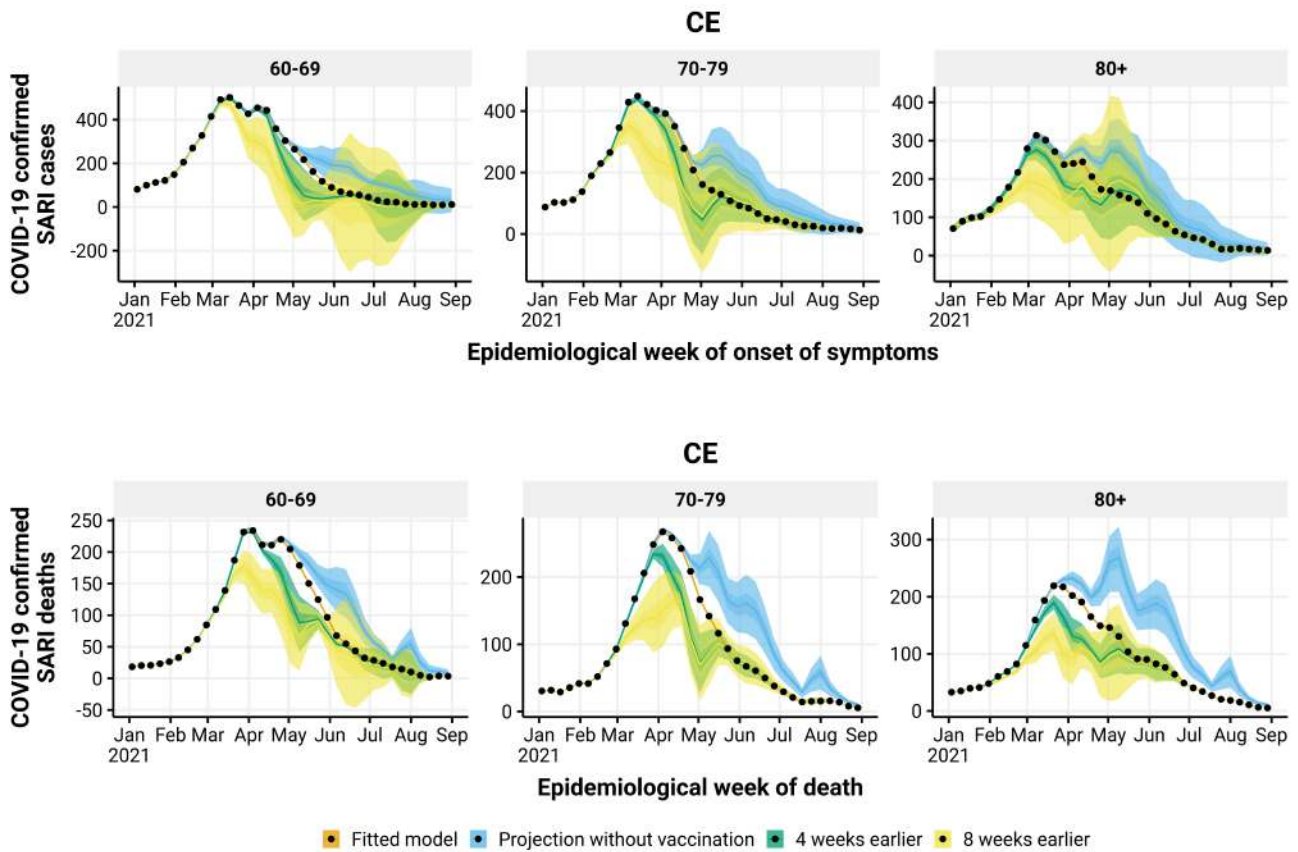 CE
60-69
70-79
80+
COVID-19 confirmed
SARI cases
400
200
0
-200
400
200
0
400
300
200
100
0
Jan Feb Mar Apr May Jun Jul Aug Sep
2021
Jan Feb Mar Apr May Jun Jul Aug Sep
2021
Jan Feb Mar Apr May Jun Jul Aug Sep
2021
Epidemiological week of onset of symptoms
CE
60-69
70-79
80+
COVID-19 confirmed
SARI deaths
250
200
150
100
50
0
-50
200
100
0
300
200
100
0
Jan Feb Mar Apr May Jun Jul Aug Sep
2021
Jan Feb Mar Apr May Jun Jul Aug Sep
2021
Jan Feb Mar Apr May Jun Jul Aug Sep
2021
Epidemiological week of death
Fitted model Projection without vaccination 4 weeks earlier 8 weeks earlier